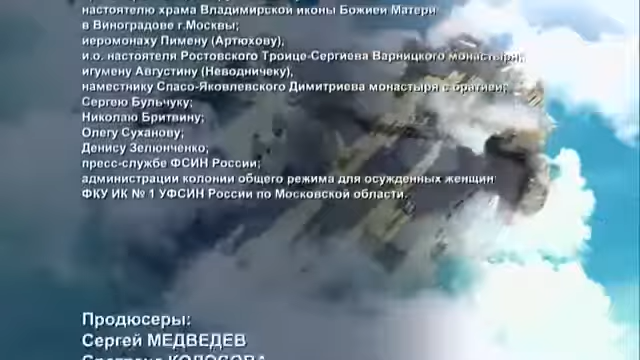 настоятелю храма Владимирской иконы Божией Матери
в Виноградове г.Москвы;
иеромонаху Пимену (Артюхову),
и.о. настоятеля Ростовского Троице-Сергиева Варницкого монастыря;
игумену Августину (Неводничеку),
наместнику Спасо-Яковлевского Димитриева монастыря с братией;
Сергею Бульчуку;
Николаю Бритвину;
Олегу Суханову;
Денису Зелюнченко;
пресс-службе ФСИН России;
администрации колонии общего режима для осужденных женщин
ФКУ ИК № 1 УФСИН России по Московской области.
Продюсеры:
Сергей МЕДВЕДЕВ